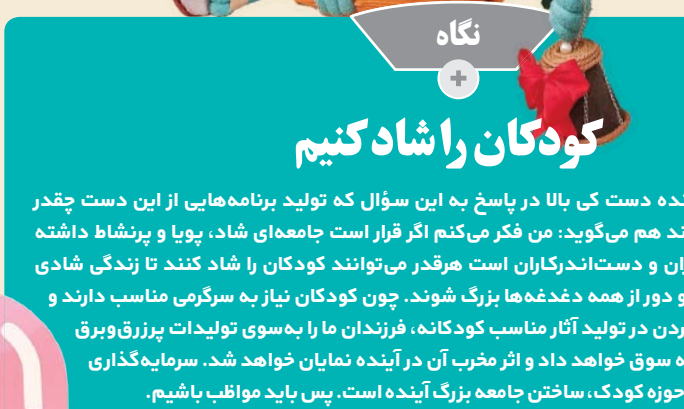 نگاه
کودکان را شاد کنیم
دست کی بالا در پاسخ به این سؤال که تولید برنامه‌هایی از این دست چقدر
هم می‌گوید: من فکر می‌کنم اگر قرار است جامعه‌ای شاد، پویا و پرنشاط داشته
و دست‌اندرکاران است هرقدر می‌توانند کودکان را شاد کنند تا زندگی شادی
و دور از همه دغدغه‌ها بزرگ شوند. چون کودکان نیاز به سرگرمی مناسب دارند و
در تولید آثار مناسب کودکانه، فرزندان ما را به‌سوی تولیدات پرزرق‌وبرق
سوق خواهد داد و اثر مخرب آن در آینده نمایان خواهد شد. سرمایه‌گذاری
حوزه کودک، ساختن جامعه بزرگ آینده است. پس باید مواظب باشیم.